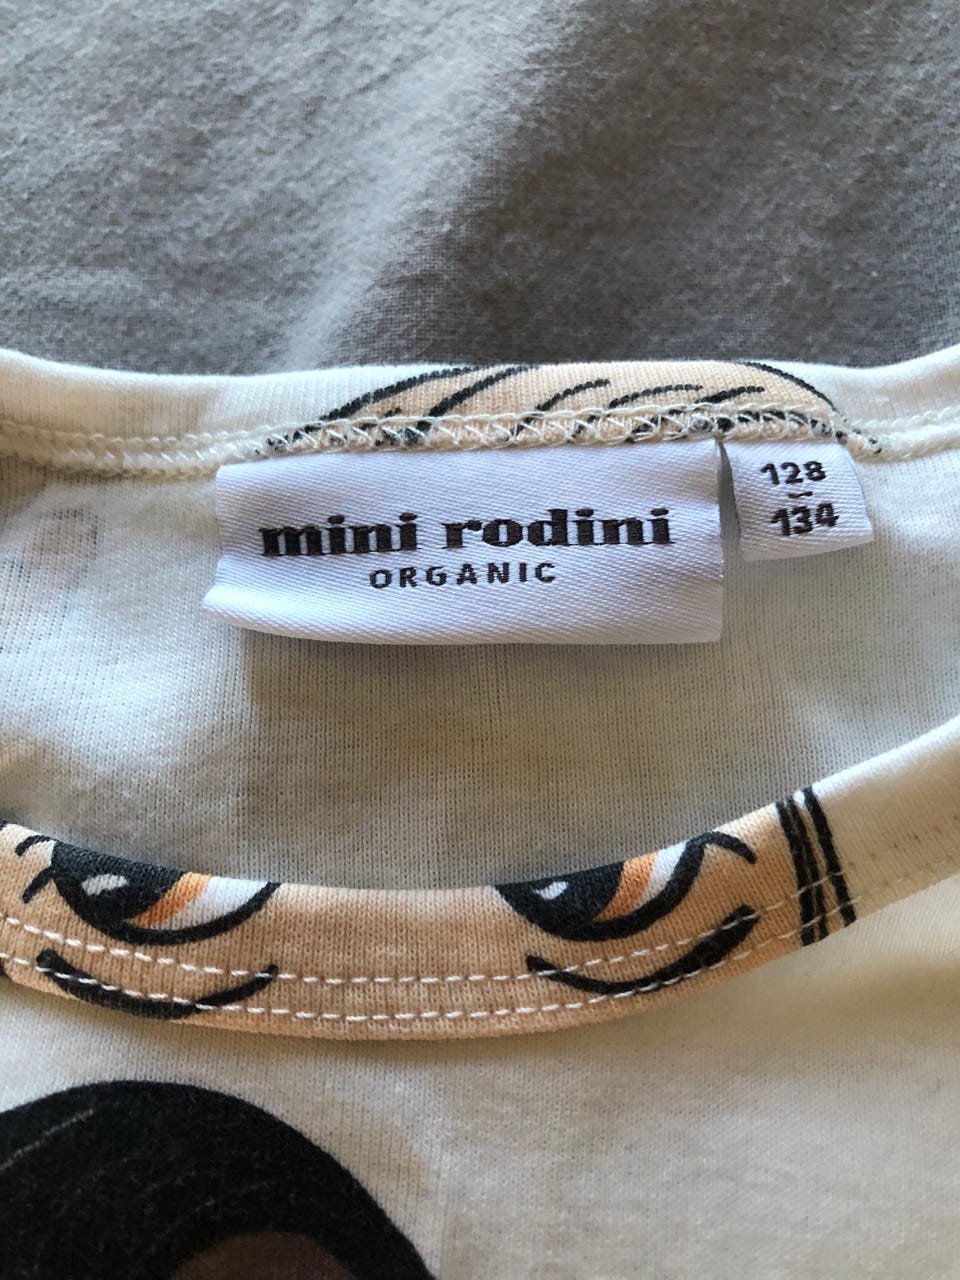 mini rodini
ORGANIC
128
–
134